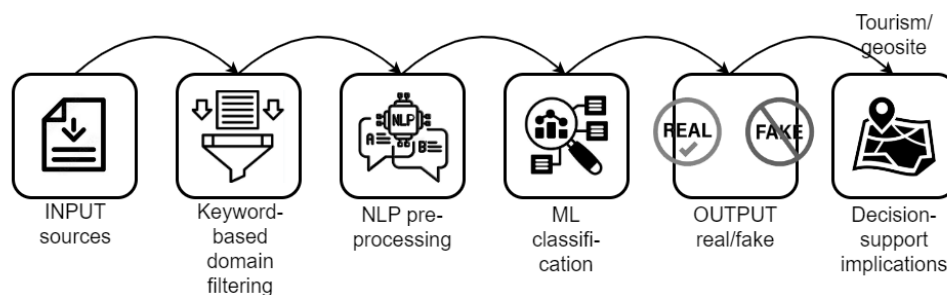 Tourism/
geosite
NLP
A
B
REAL
FAKE
INPUT
sources
Keyword-
based
domain
filtering
NLP pre-
processing
ML
classifi-
cation
OUTPUT
real/fake
Decision-
support
implications